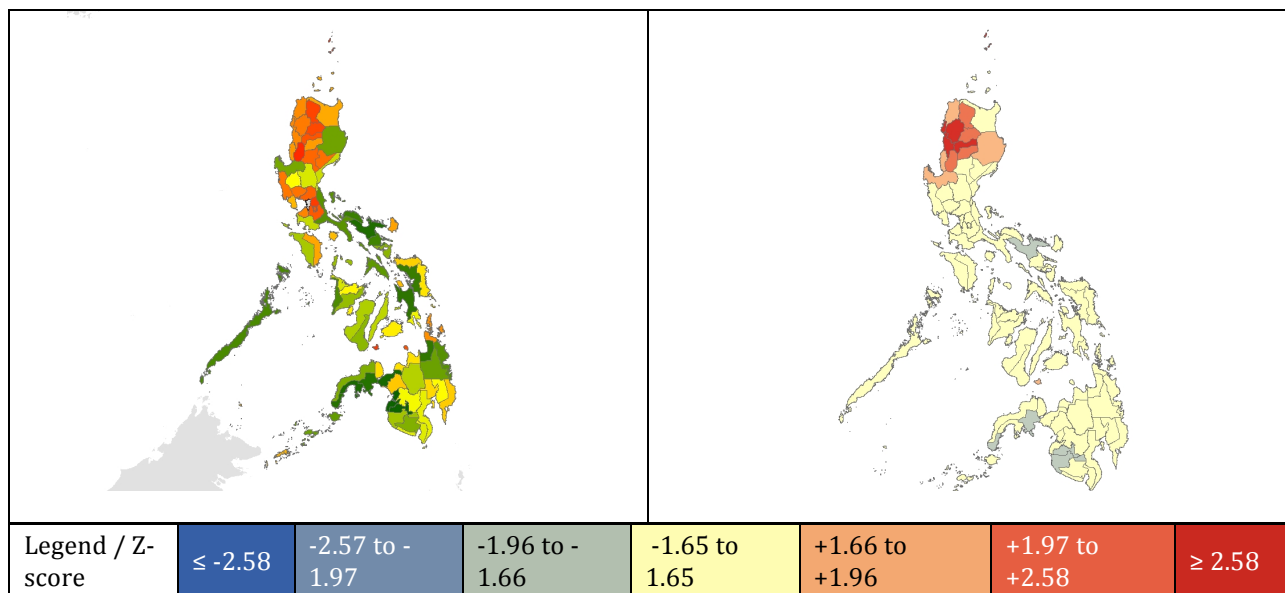 Legend / Z-
score
≤ -2.58
-2.57 to -
1.97
-1.96 to -
1.66
-1.65 to
1.65
+1.66 to
+1.96
+1.97 to
+2.58
≥ 2.58